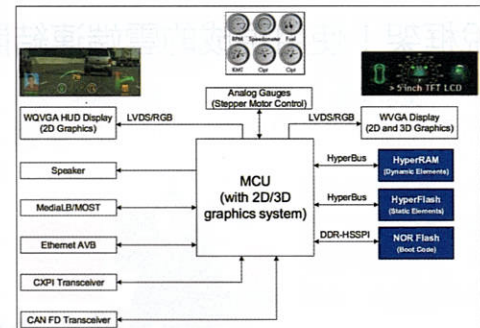 RPM Speedometer Fuel
Opt Opt
> 5 inch TFT LCD
Analog Gauges
(Stepper Motor Control)
WQVGA HUD Display
(2D Graphics)
LVDS/RGB
LVDS/RGB
WVGA Display
(2D and 3D Graphics)
Speaker
MediaLB/MOST
Ethernet AVB
CXPI Transceiver
CAN FD Transceiver
MCU
(with 2D/3D
graphics system)
HyperBus
HyperRAM
(Dynamic Elements)
HyperBus
HyperFlash
(Static Elements)
DDR-HSSPI
NOR Flash
(Boot Code)